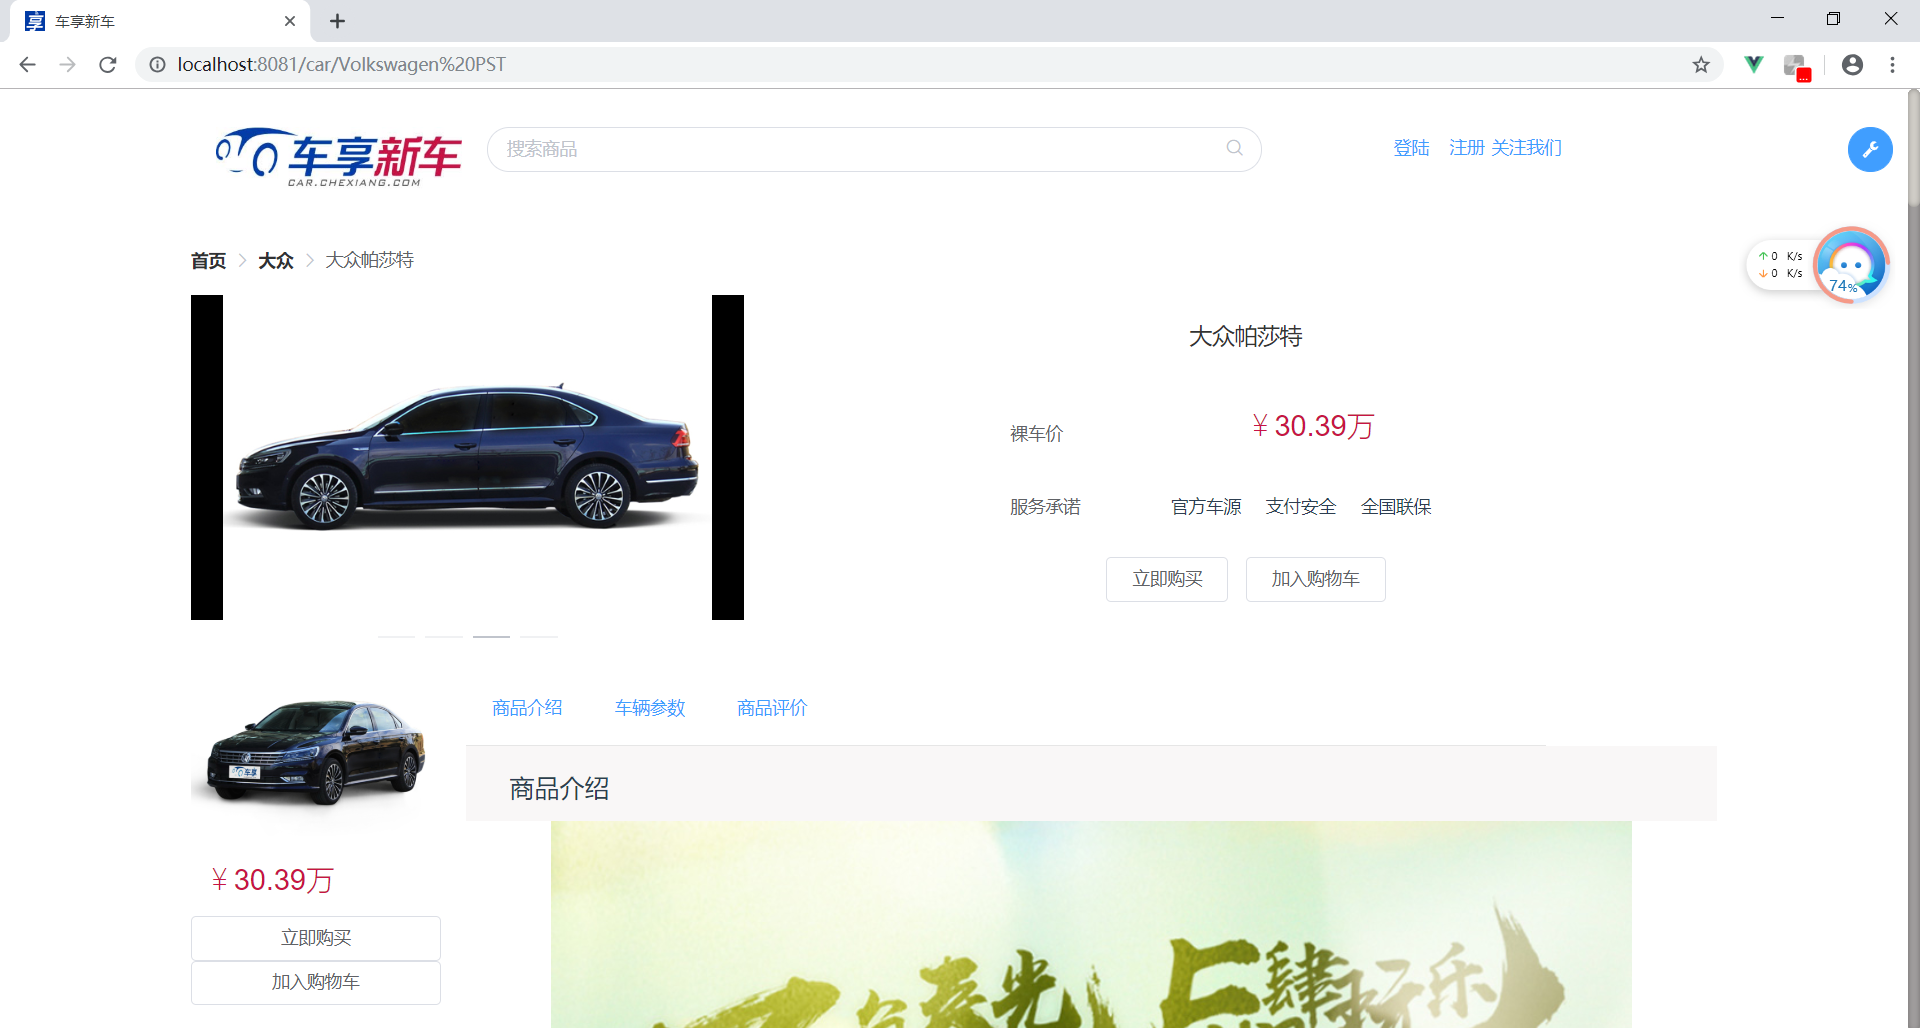 车享新车
localhost:8081/car/Volkswagen%20PST
车享新车
CAR.CHEXIANG.COM
搜索商品
登陆 注册 关注我们
0 K/s
0 K/s
74%
首页 > 大众 > 大众帕莎特
大众帕莎特
裸车价 ￥30.39万
服务承诺 官方车源 支付安全 全国联保
立即购买 加入购物车
商品介绍 车辆参数 商品评价
车享
商品介绍
￥30.39万
立即购买
加入购物车